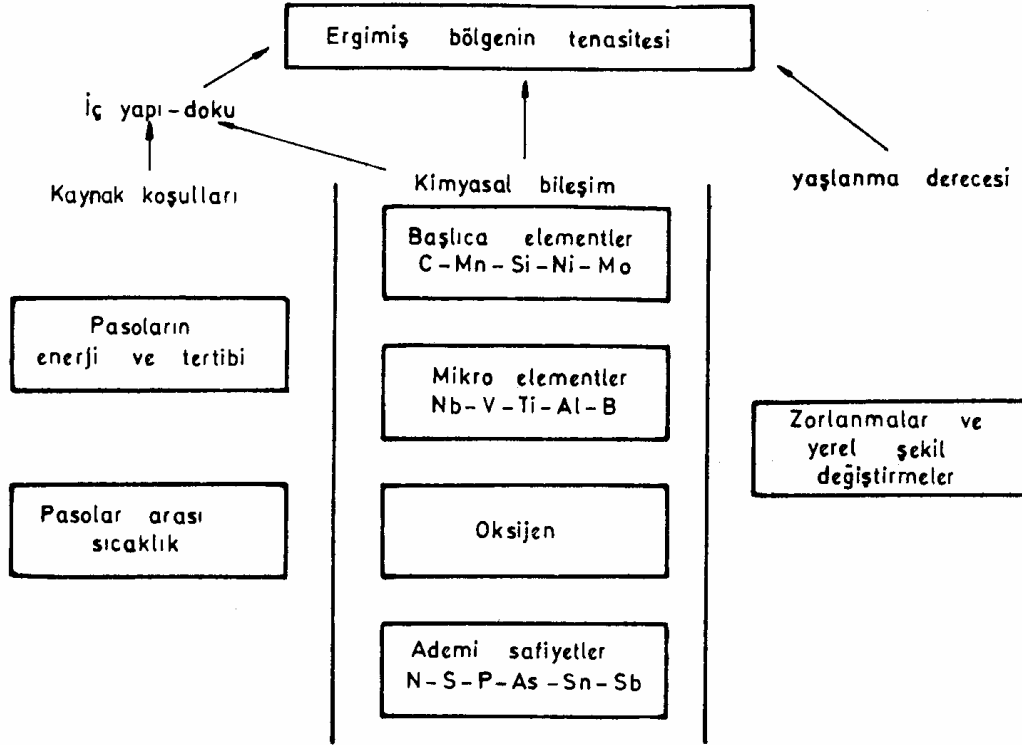 Ergimiş bölgenin tenasitesi
İç yapı-doku
Kaynak koşulları
Pasoların
enerji ve tertibi
Pasolar arası
sıcaklık
Kimyasal bileşim
Başlıca elementler
C-Mn-Si-Ni-Mo
Mikro elementler
Nb-V-Ti-Al-B
Oksijen
Ademi safiyetler
N-S-P-As-Sn-Sb
yaşlanma derecesi
Zorlanmalar ve
yerel şekil
değiştirmeler